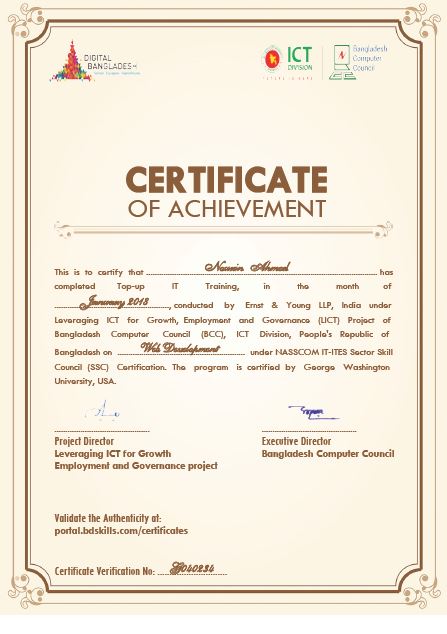 DIGITAL
BANGLADESH
ICT
DIVISION
FUTURE IS HERE
Bangladesh
Computer
Council
CERTIFICATE
OF ACHIEVEMENT
This is to certify that Nasrin Ahmed has
completed Top-up IT Training, in the month of
January 2018, conducted by Ernst & Young LLP, India under
Leveraging ICT for Growth, Employment and Governance (LICT) Project of
Bangladesh Computer Council (BCC), ICT Division, People's Republic of
Bangladesh on Web Development under NASSCOM IT-ITES Sector Skill
Council (SSC) Certification. The program is certified by George Washington
University, USA.
Project Director
Leveraging ICT for Growth
Employment and Governance project
Executive Director
Bangladesh Computer Council
Validate the Authenticity at:
portal.bdskills.com/certificates
Certificate Verification No: G040234